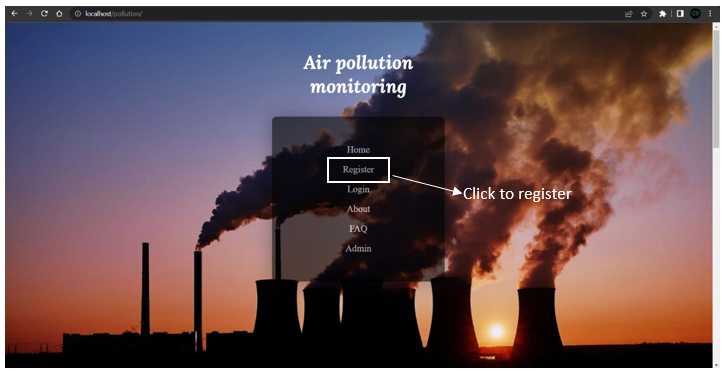 localhost/pollution/
Air pollution
monitoring
Home
Register
Click to register
Login
About
FAQ
Admin